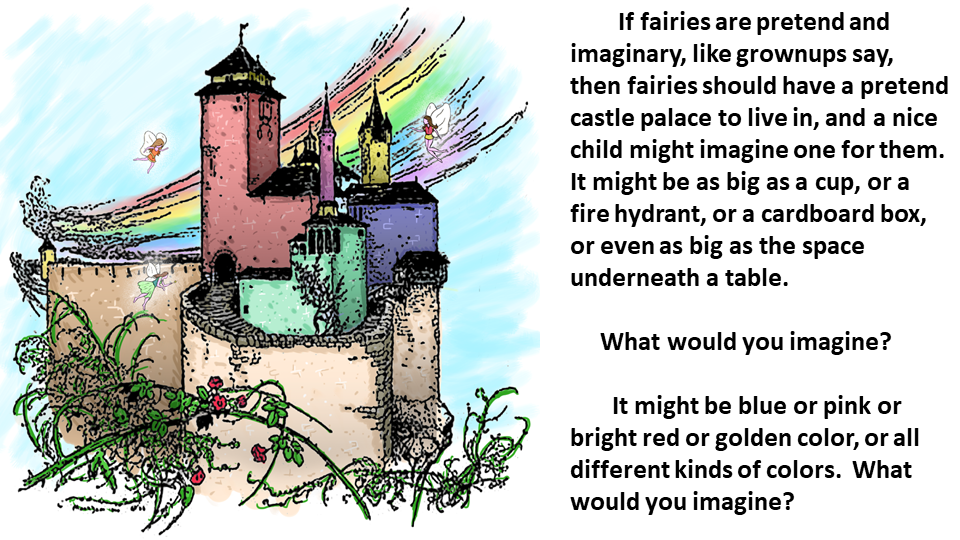 If fairies are pretend and
imaginary, like grownups say,
then fairies should have a pretend
castle palace to live in, and a nice
child might imagine one for them.
It might be as big as a cup, or a
fire hydrant, or a cardboard box,
or even as big as the space
underneath a table.
What would you imagine?
It might be blue or pink or
bright red or golden color, or all
different kinds of colors.  What
would you imagine?